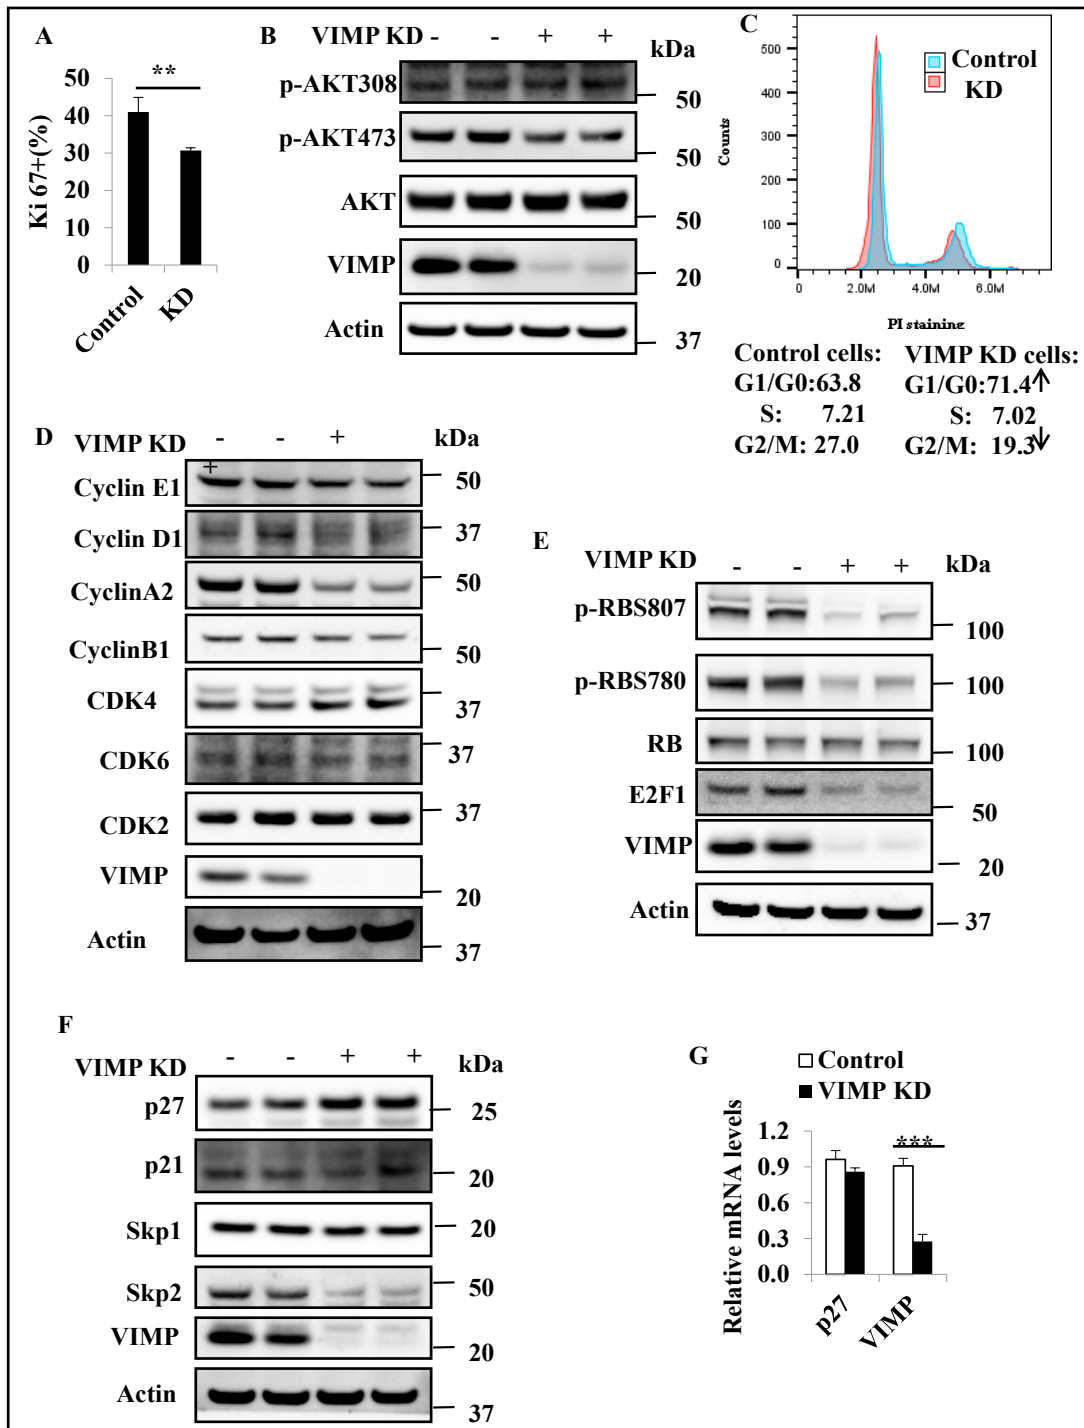 A
**
Ki 67+(%)
50
40
30
20
10
0
Control
KD
B
VIMP KD - - + +
kDa
p-AKT308
50
p-AKT473
50
AKT
50
VIMP
20
Actin
37
C
Control
KD
Counts
500
400
300
200
100
0
0 2.0M 4.0M 6.0M
PI staining
Control cells:
G1/G0:63.8
S: 7.21
G2/M: 27.0
VIMP KD cells:
G1/G0:71.4↑
S: 7.02
G2/M: 19.3↓
D
VIMP KD - - +
kDa
+
Cyclin E1
50
Cyclin D1
37
CyclinA2
50
CyclinB1
50
CDK4
37
CDK6
37
CDK2
37
VIMP
20
Actin
37
E
VIMP KD - - + +
kDa
p-RBS807
100
p-RBS780
100
RB
100
E2F1
50
VIMP
20
Actin
37
F
VIMP KD - - + +
kDa
p27
25
p21
20
Skp1
20
Skp2
50
VIMP
20
Actin
37
G
Control
VIMP KD
Relative mRNA levels
1.2
0.9
0.6
0.3
0.0
***
p27
VIMP